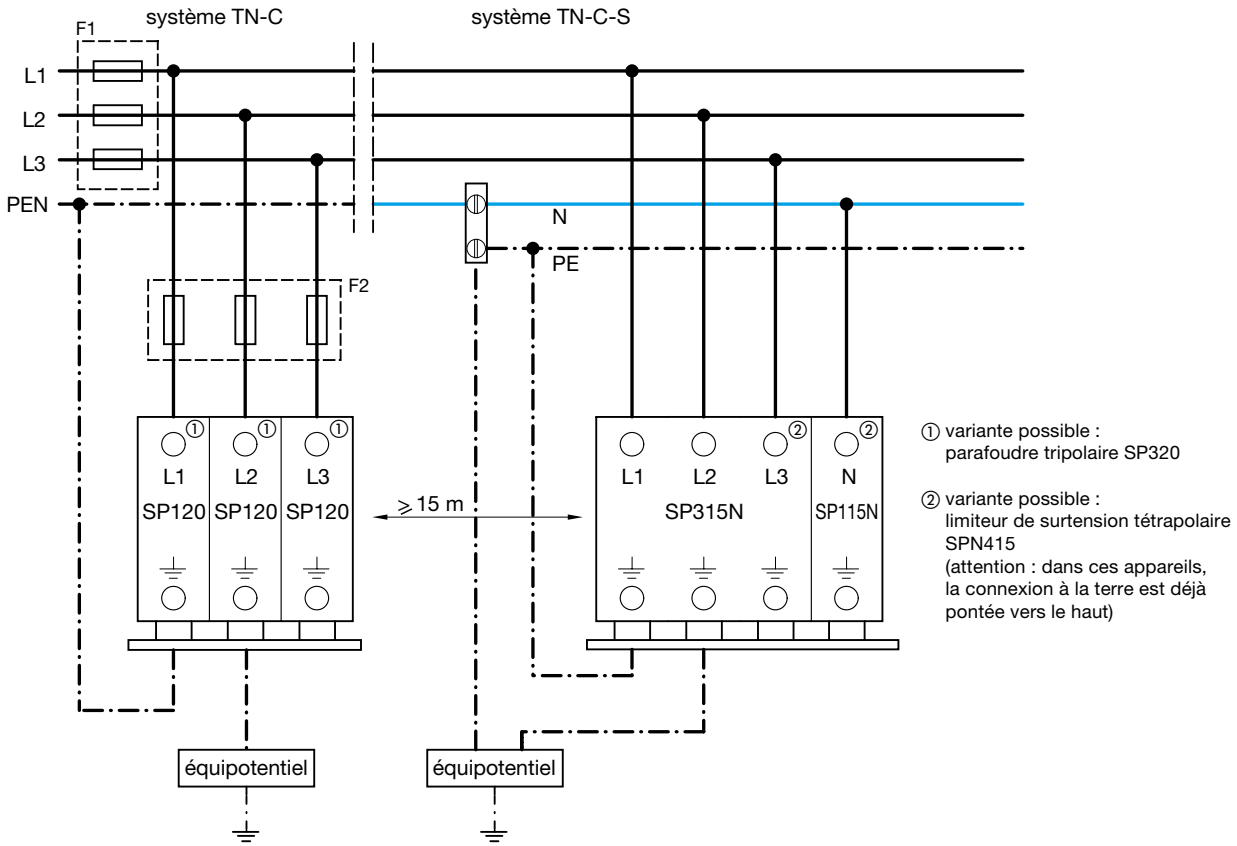 système TN-C
système TN-C-S
F1
L1
L2
L3
PEN
N
PE
F2
① ① ①
L1 L2 L3
SP120 SP120 SP120
⩾ 15 m
② ②
L1 L2 L3 N
SP315N SP115N
① variante possible :
parafoudre tripolaire SP320
② variante possible :
limiteur de surtension tétrapolaire
SPN415
(attention : dans ces appareils,
la connexion à la terre est déjà
pontée vers le haut)
équipotentiel
équipotentiel